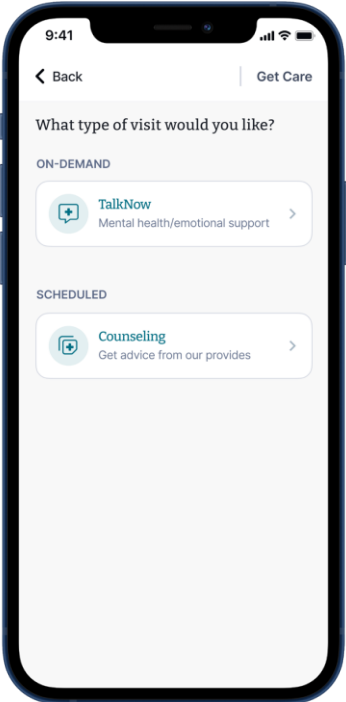 9:41
Back
Get Care
What type of visit would you like?
ON-DEMAND
TalkNow
Mental health/emotional support
SCHEDULED
Counseling
Get advice from our provides